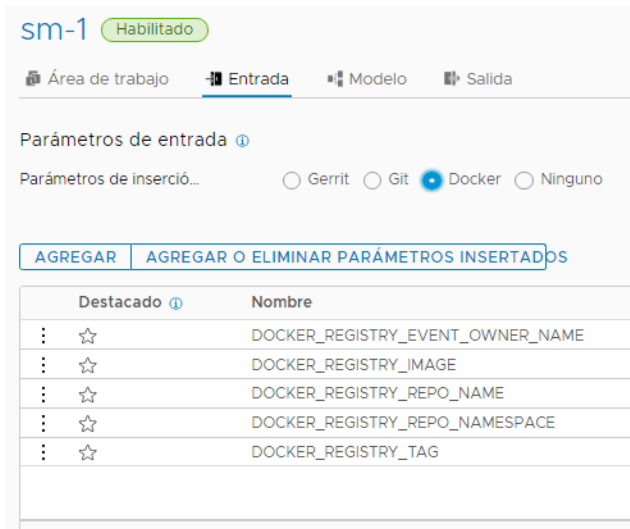 sm-1 Habilitado
Área de trabajo Entrada Modelo Salida
Parámetros de entrada
Parámetros de inserció... Gerrit Git Docker Ninguno
AGREGAR AGREGAR O ELIMINAR PARÁMETROS INSERTADOS
Destacado Nombre
DOCKER_REGISTRY_EVENT_OWNER_NAME
DOCKER_REGISTRY_IMAGE
DOCKER_REGISTRY_REPO_NAME
DOCKER_REGISTRY_REPO_NAMESPACE
DOCKER_REGISTRY_TAG